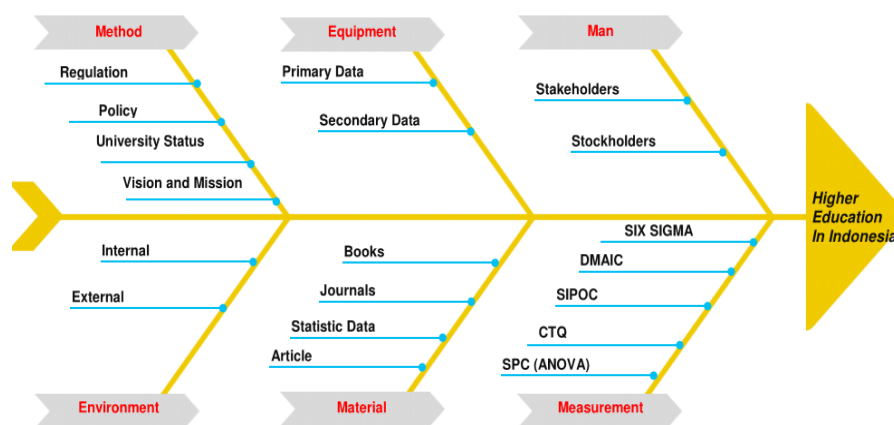 Method
Equipment
Man
Regulation
Policy
University Status
Vision and Mission
Primary Data
Secondary Data
Stakeholders
Stockholders
Higher
Education
In Indonesia
Internal
External
Books
Journals
Statistic Data
Article
SIX SIGMA
DMAIC
SIPOC
CTQ
SPC (ANOVA)
Environment
Material
Measurement